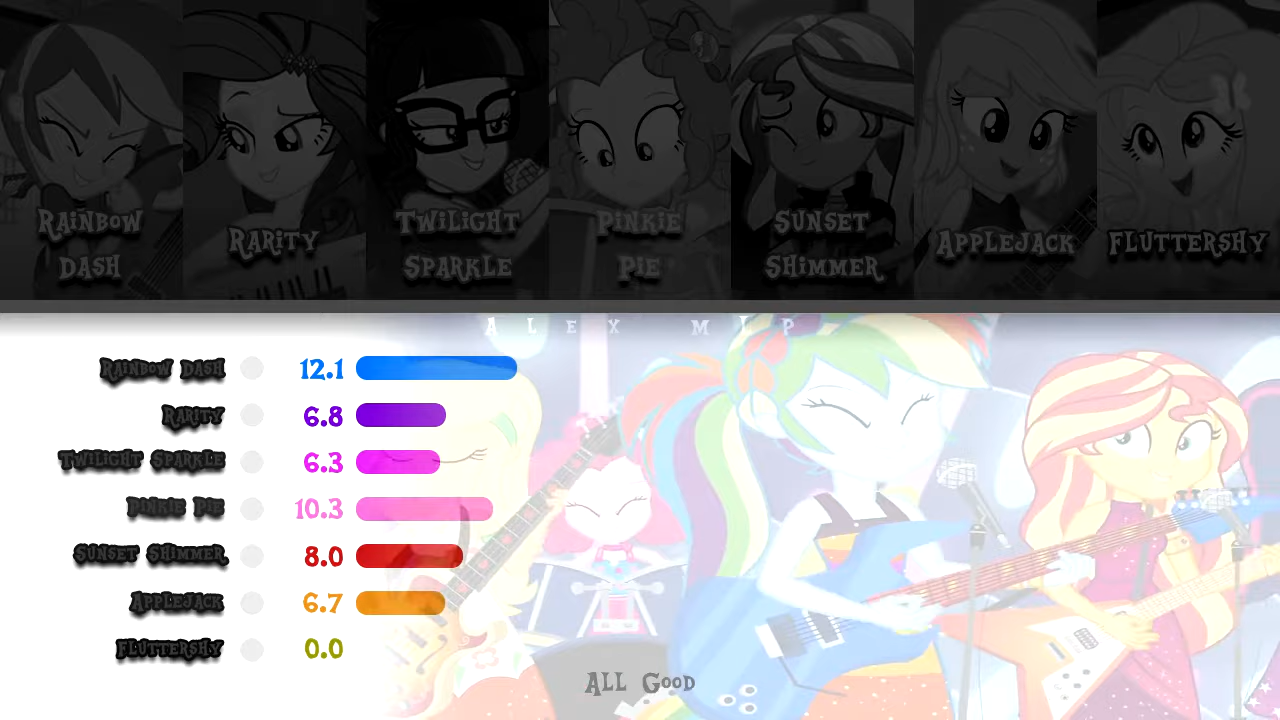 Rainbow
Dash
Rarity
Twilight
Sparkle
Pinkie
Pie
Sunset
Shimmer
Applejack
Fluttershy
Alex MLP
Rainbow Dash 12.1
Rarity 6.8
Twilight Sparkle 6.3
Pinkie Pie 10.3
Sunset Shimmer 8.0
Applejack 6.7
Fluttershy 0.0
All Good